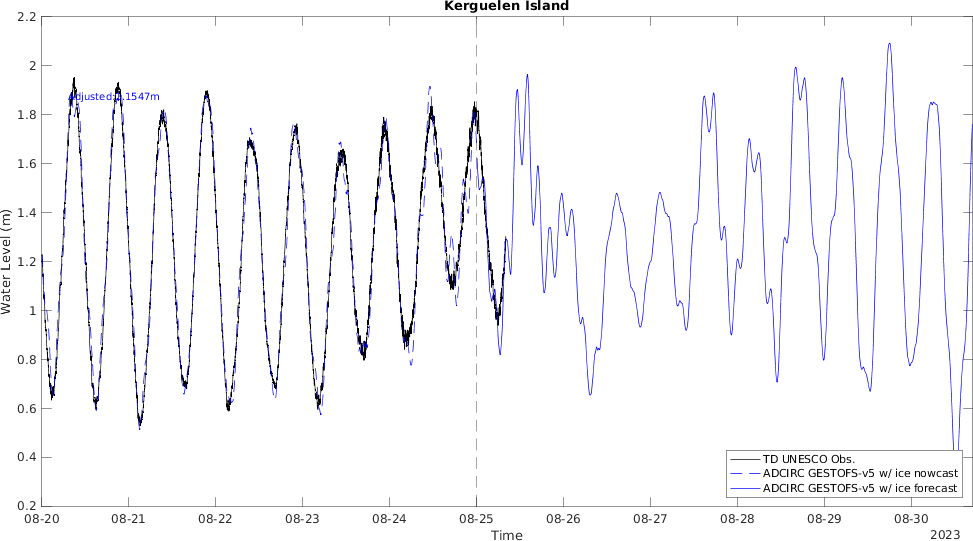 Kerguelen Island
2.2
2
1.8
1.6
1.4
1.2
1
0.8
0.6
0.4
0.2
Water Level (m)
08-20 08-21 08-22 08-23 08-24 08-25 08-26 08-27 08-28 08-29 08-30
Time
2023
TD UNESCO Obs.
ADCIRC GESTOFS-v5 w/ ice nowcast
ADCIRC GESTOFS-v5 w/ ice forecast